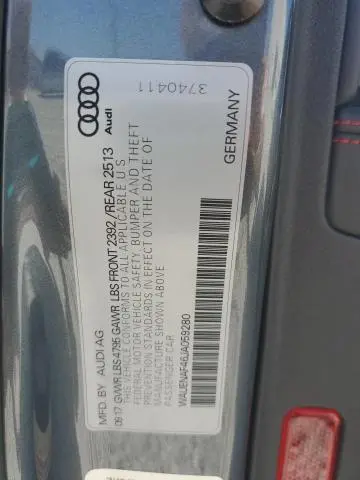 3740411
Audi
GERMANY
MFD. BY AUDI AG
09.17 GVWR LBS 4795 GAWR LBS FRONT 2392 / REAR 2513
THIS VEHICLE CONFORMS TO ALL APPLICABLE U S
FEDERAL MOTOR VEHICLE SAFETY, BUMPER AND THEFT
PREVENTION STANDARDS IN EFFECT ON THE DATE OF
MANUFACTURE SHOWN ABOVE
PASSENGER CAR
WAUENAF46JA059280